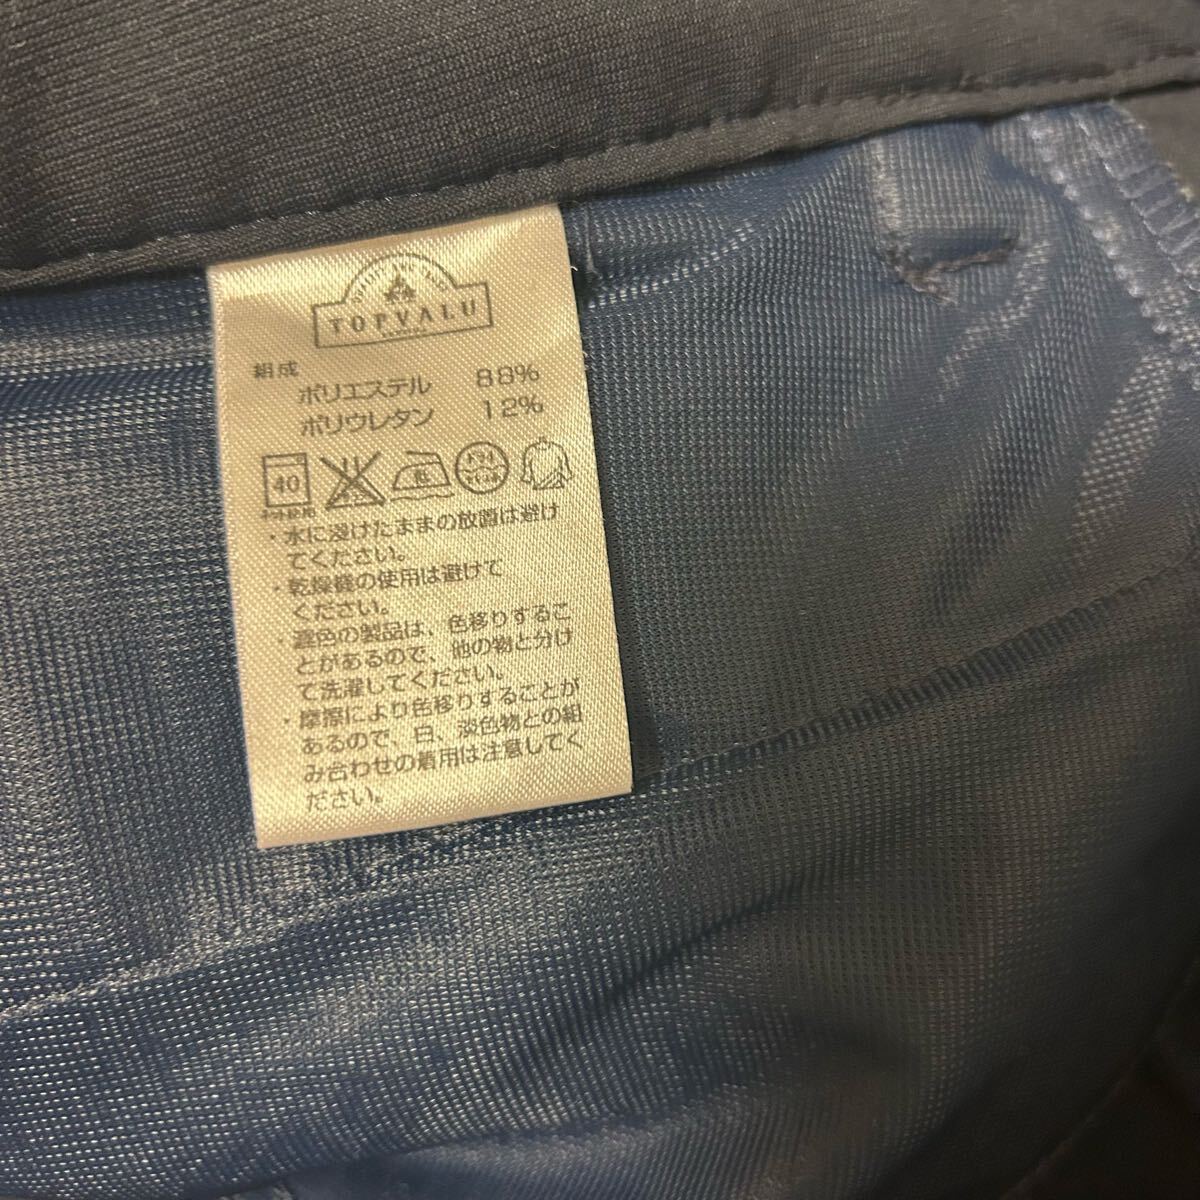 TOPVALU
組成
ポリエステル 88%
ポリウレタン 12%
40
・水に浸けたままの放置は避け
てください。
・乾燥機の使用は避けて
ください。
・濃色の製品は、色移りするこ
とがあるので、他の物と分け
て洗濯してください。
・摩擦により色移りすることが
あるので、白、淡色物との組
み合わせの着用は注意してく
ださい。